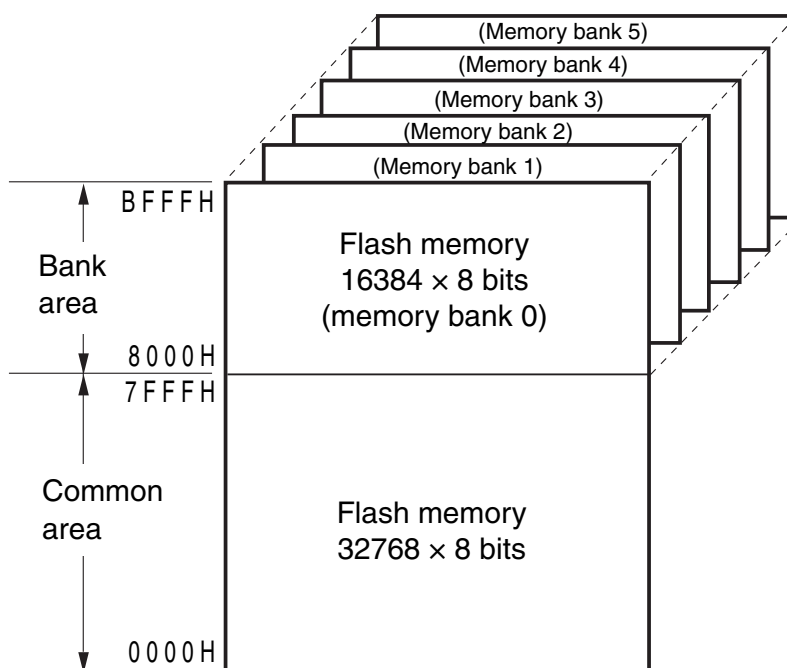 (Memory bank 5)
(Memory bank 4)
(Memory bank 3)
(Memory bank 2)
(Memory bank 1)
BFFFH
Flash memory
16384 × 8 bits
(memory bank 0)
Bank
area
8000H
7FFFH
Common
area
Flash memory
32768 × 8 bits
0000H